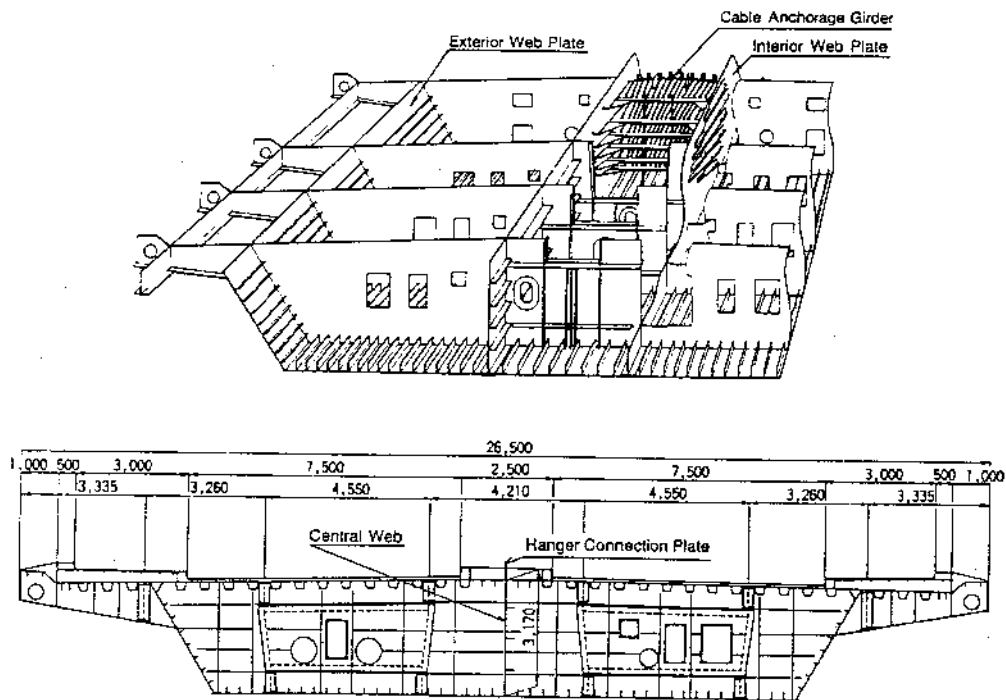 Cable Anchorage Girder
Exterior Web Plate
Interior Web Plate
26,500
1,000 500 3,000 7,500 2,500 7,500 3,000 500 1,000
3,335 3,260 4,550 4,210 4,550 3,260 3,335
Central Web
Hanger Connection Plate
3,170